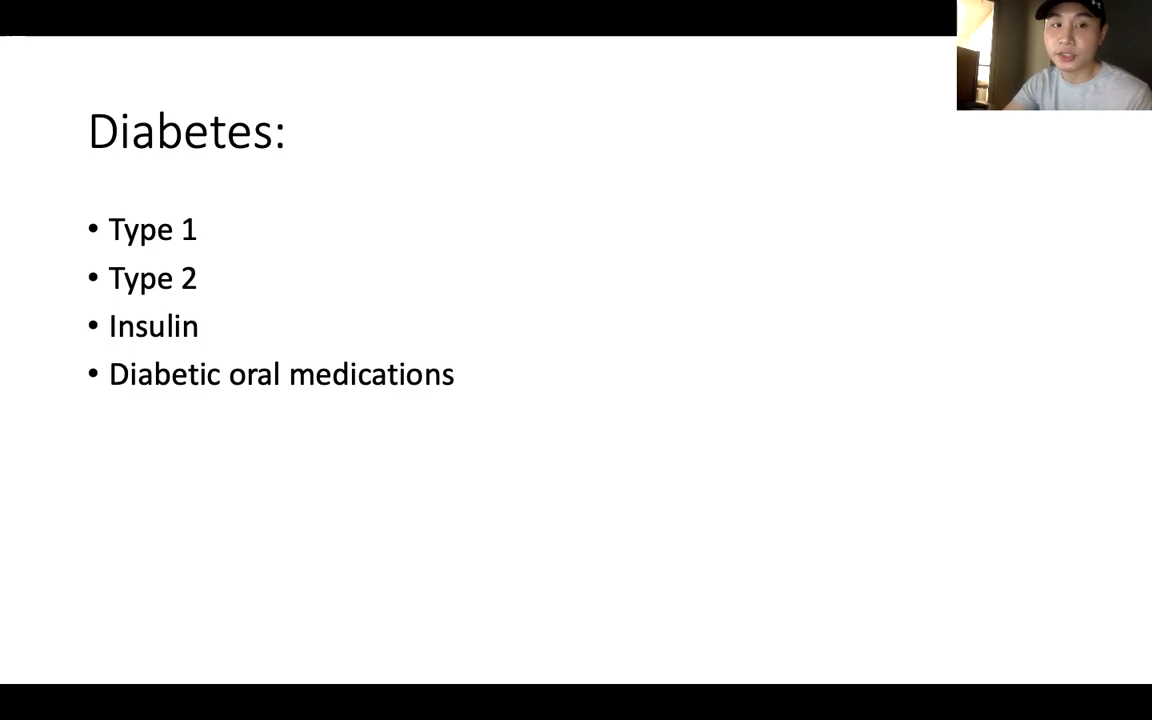 Diabetes:
• Type 1
• Type 2
• Insulin
• Diabetic oral medications